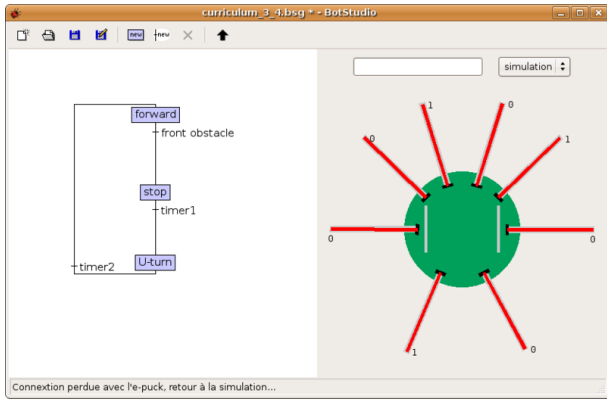 curriculum_3_4.bsg * - BotStudio
new
new
simulation
forward
front obstacle
stop
timer1
U-turn
timer2
1
0
0
1
0
0
1
0
Connextion perdue avec l'e-puck, retour à la simulation...